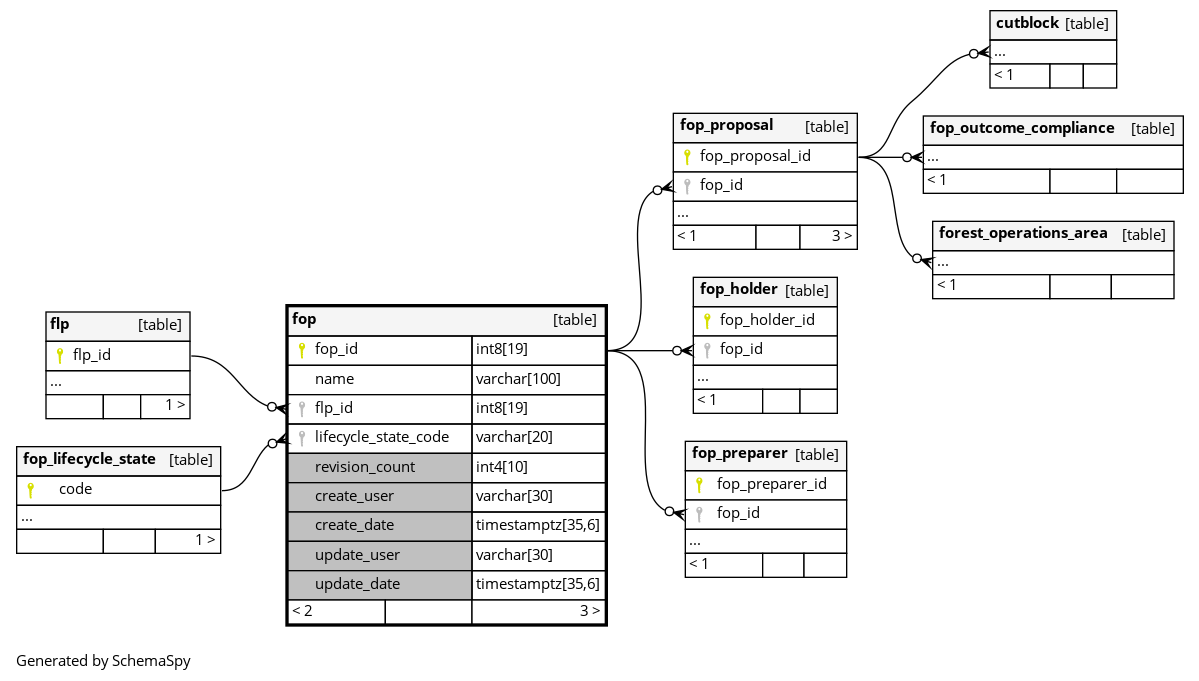 cutblock [table]
...
< 1
fop_proposal [table]
fop_proposal_id
fop_id
...
< 1 3 >
fop_outcome_compliance [table]
...
< 1
forest_operations_area [table]
...
< 1
fop_holder [table]
fop_holder_id
fop_id
...
< 1
flp [table]
flp_id
...
1 >
fop [table]
fop_id int8[19]
name varchar[100]
flp_id int8[19]
lifecycle_state_code varchar[20]
revision_count int4[10]
create_user varchar[30]
create_date timestamptz[35,6]
update_user varchar[30]
update_date timestamptz[35,6]
< 2 3 >
fop_lifecycle_state [table]
code
...
1 >
fop_preparer [table]
fop_preparer_id
fop_id
...
< 1
Generated by SchemaSpy